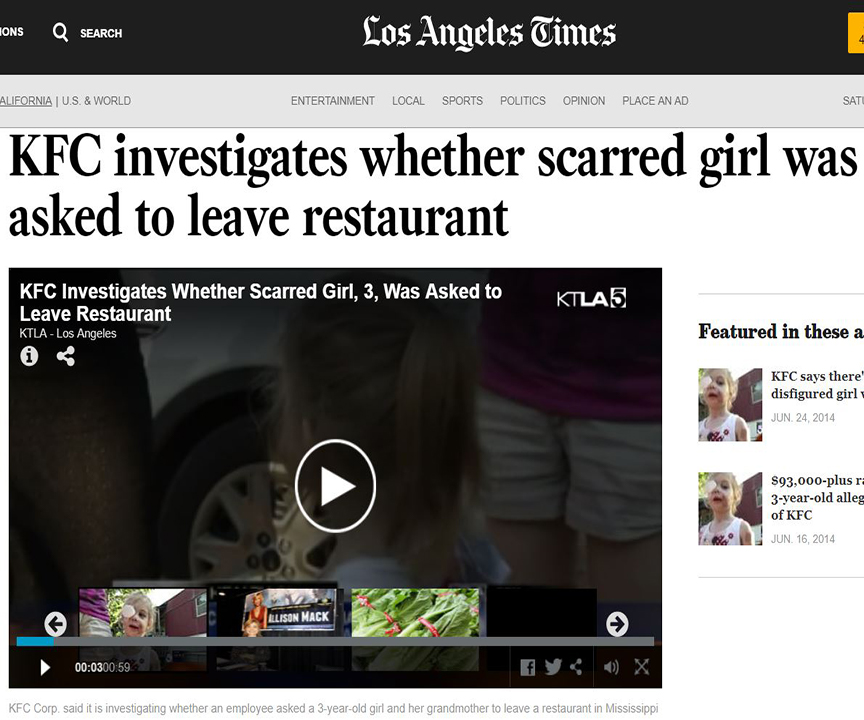 IONS
SEARCH
Los Angeles Times
4
ALIFORNIA | U.S. & WORLD
ENTERTAINMENT LOCAL SPORTS POLITICS OPINION PLACE AN AD
SATU
KFC investigates whether scarred girl was
asked to leave restaurant
KFC Investigates Whether Scarred Girl, 3, Was Asked to
Leave Restaurant
KTLA - Los Angeles
KTLA 5
ALLISON MACK
00:03 00:59
KFC Corp. said it is investigating whether an employee asked a 3-year-old girl and her grandmother to leave a restaurant in Mississippi
Featured in these a
KFC says there'
disfigured girl v
JUN. 24, 2014
$93,000-plus ra
3-year-old alleg
of KFC
JUN. 16, 2014